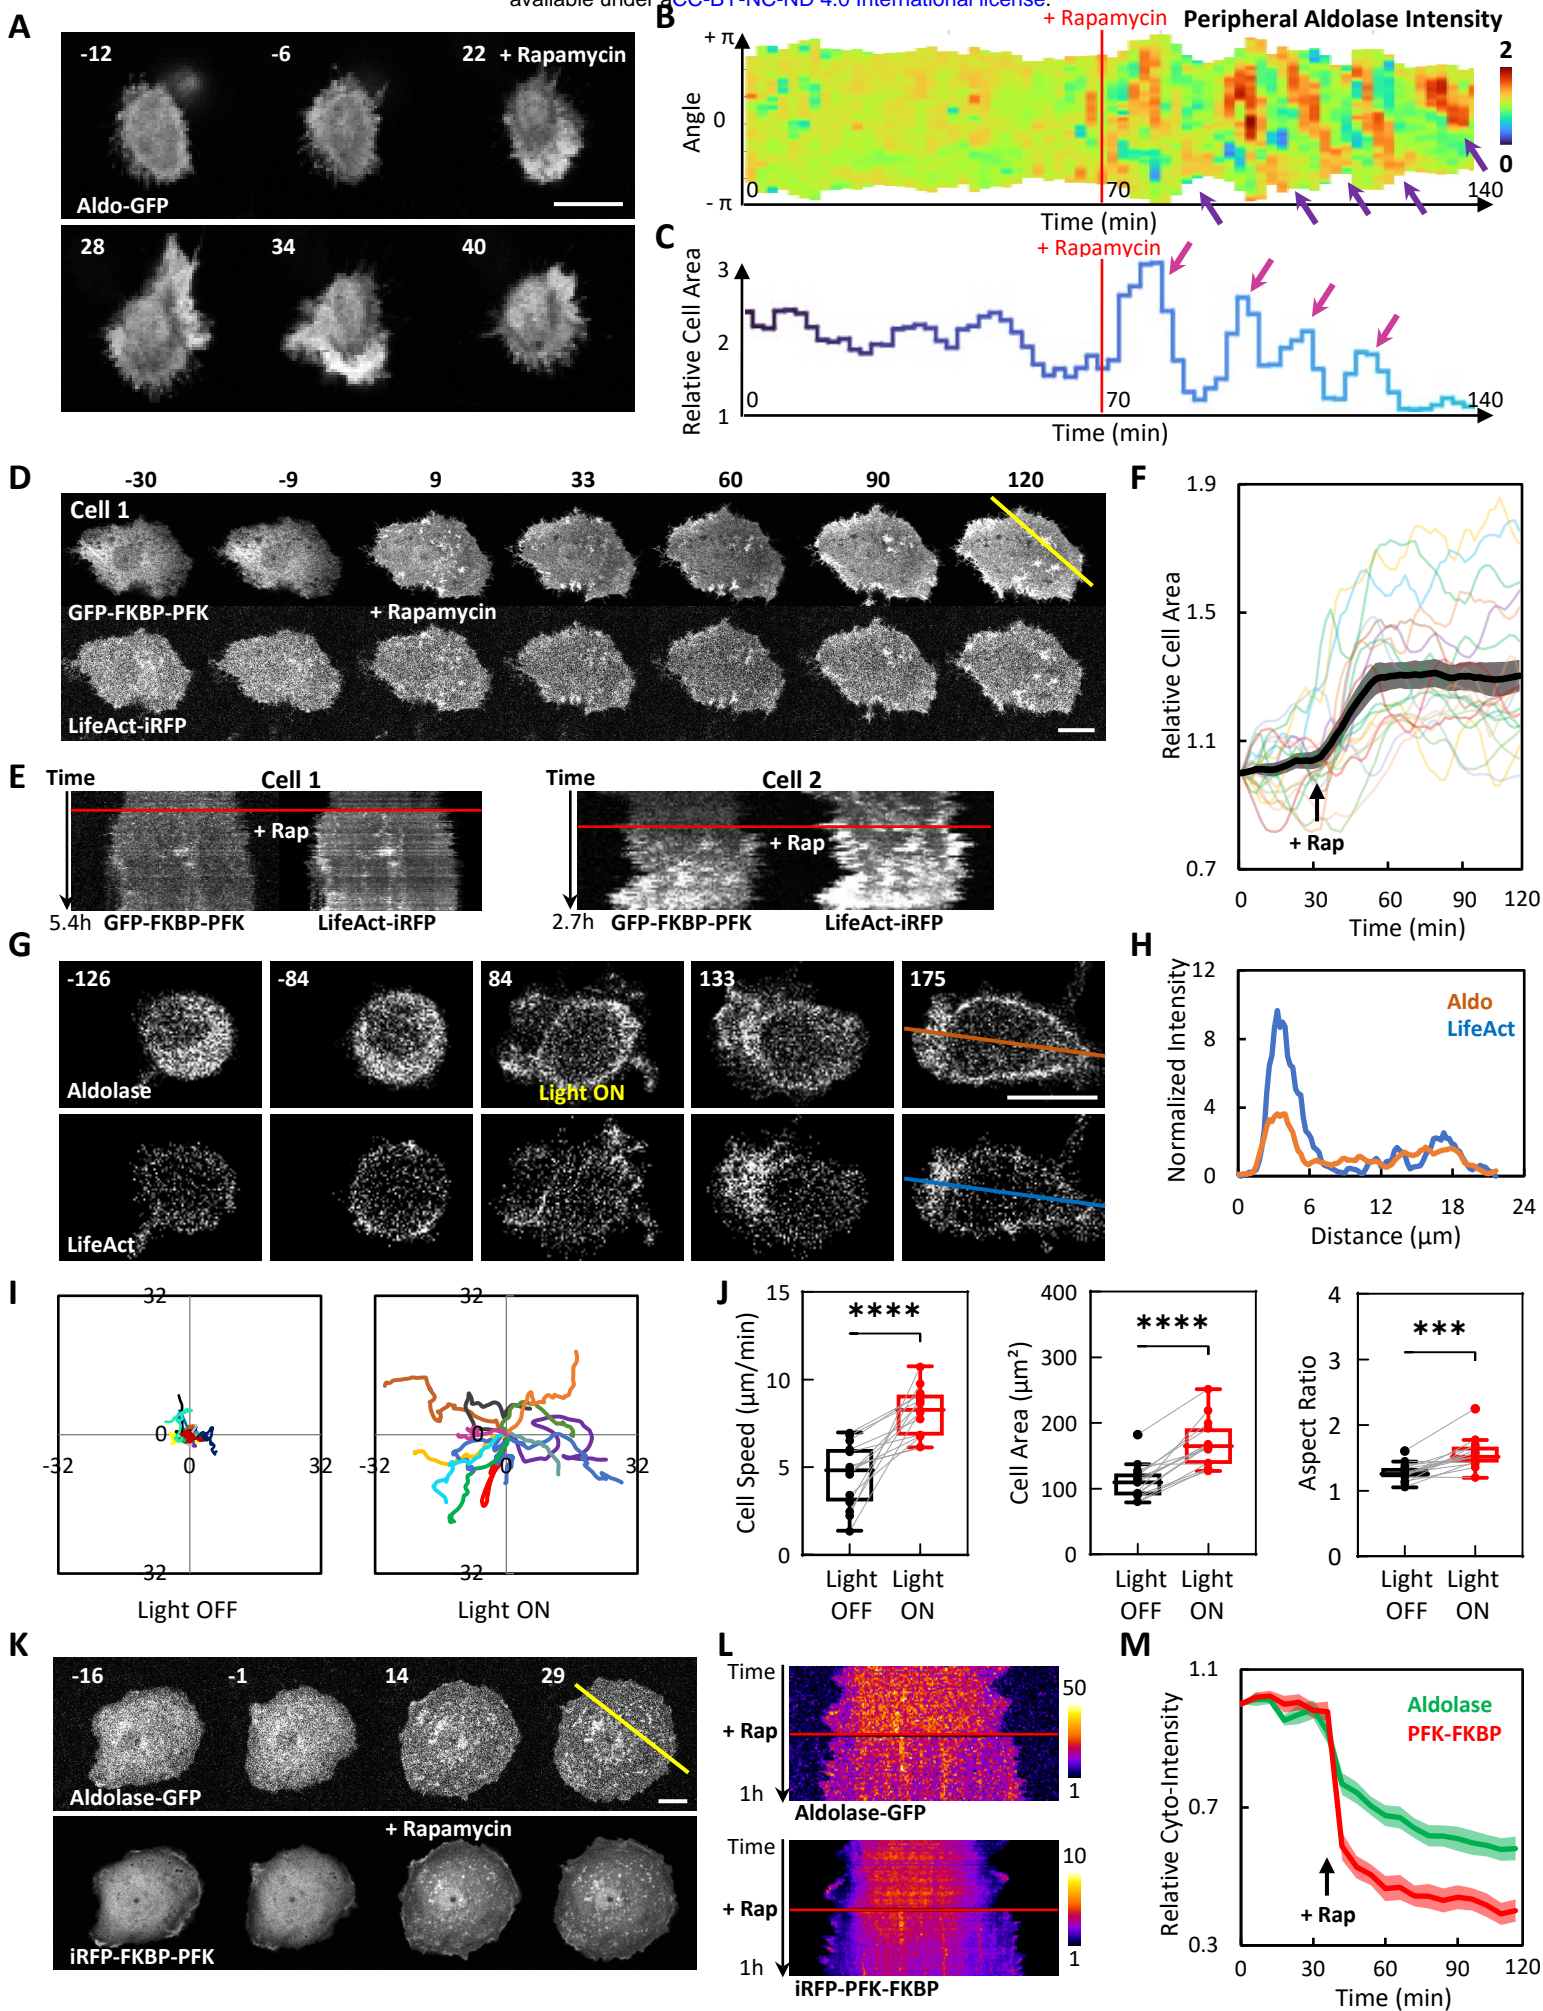 available under aCC-BY-NC-ND 4.0 International license.
A
-12
-6
22 + Rapamycin
Aldo-GFP
28
34
40
B
+ Rapamycin
Peripheral Aldolase Intensity
+ π
Angle
0
- π
0
70
140
Time (min)
2
0
C
+ Rapamycin
Relative Cell Area
3
2
1
0
70
140
Time (min)
D
-30
-9
9
33
60
90
120
Cell 1
GFP-FKBP-PFK
+ Rapamycin
LifeAct-iRFP
E
Time
Cell 1
+ Rap
5.4h
GFP-FKBP-PFK
LifeAct-iRFP
Time
Cell 2
+ Rap
2.7h
GFP-FKBP-PFK
LifeAct-iRFP
F
Relative Cell Area
1.9
1.5
1.1
0.7
+ Rap
0
30
60
90
120
Time (min)
G
-126
-84
84
133
175
Aldolase
Light ON
LifeAct
H
Normalized Intensity
12
8
4
0
Aldo
LifeAct
0
6
12
18
24
Distance (µm)
I
32
-32
0
0
32
32
Light OFF
32
-32
0
0
32
32
Light ON
J
Cell Speed (µm/min)
15
10
5
0
****
Light OFF
Light ON
Cell Area (µm²)
400
300
200
100
0
****
Light OFF
Light ON
Aspect Ratio
4
3
2
1
0
***
Light OFF
Light ON
K
-16
-1
14
29
Aldolase-GFP
+ Rapamycin
iRFP-FKBP-PFK
L
Time
+ Rap
1h
50
1
Aldolase-GFP
Time
+ Rap
1h
10
1
iRFP-PFK-FKBP
M
Relative Cyto-Intensity
1.1
0.7
0.3
Aldolase
PFK-FKBP
+ Rap
0
30
60
90
120
Time (min)